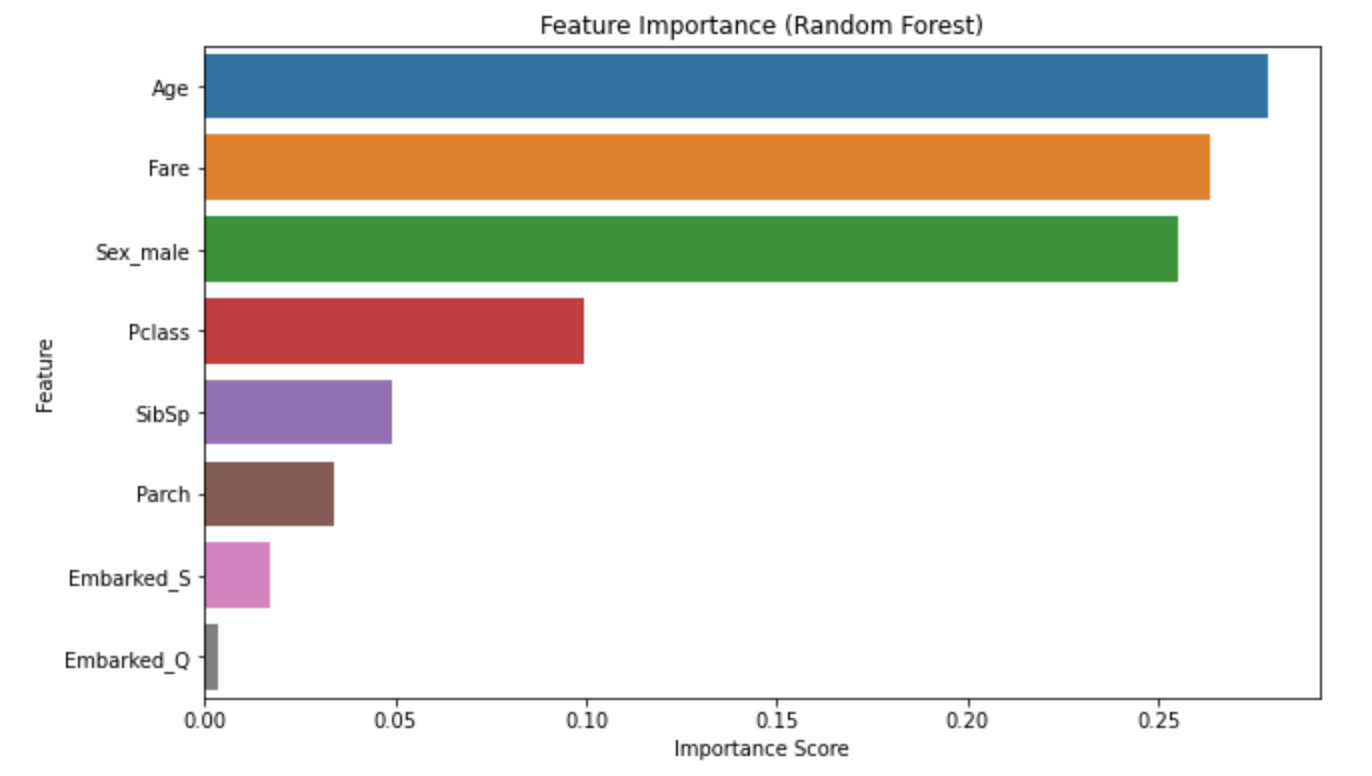 Feature Importance (Random Forest)
Age
Fare
Sex_male
Pclass
SibSp
Parch
Embarked_S
Embarked_Q
Feature
0.00 0.05 0.10 0.15 0.20 0.25
Importance Score